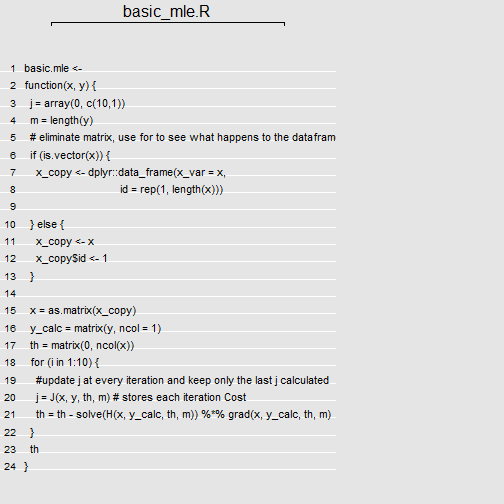 basic_mle.R
1 basic.mle <-
2 function(x, y) {
3 j = array(0, c(10,1))
4 m = length(y)
5 # eliminate matrix, use for to see what happens to the datafram
6 if (is.vector(x)) {
7 x_copy <- dplyr::data_frame(x_var = x,
8 id = rep(1, length(x)))
9
10 } else {
11 x_copy <- x
12 x_copy$id <- 1
13 }
14
15 x = as.matrix(x_copy)
16 y_calc = matrix(y, ncol = 1)
17 th = matrix(0, ncol(x))
18 for (i in 1:10) {
19 #update j at every iteration and keep only the last j calculated
20 j = J(x, y, th, m) # stores each iteration Cost
21 th = th - solve(H(x, y_calc, th, m)) %*% grad(x, y_calc, th, m)
22 }
23 th
24 }